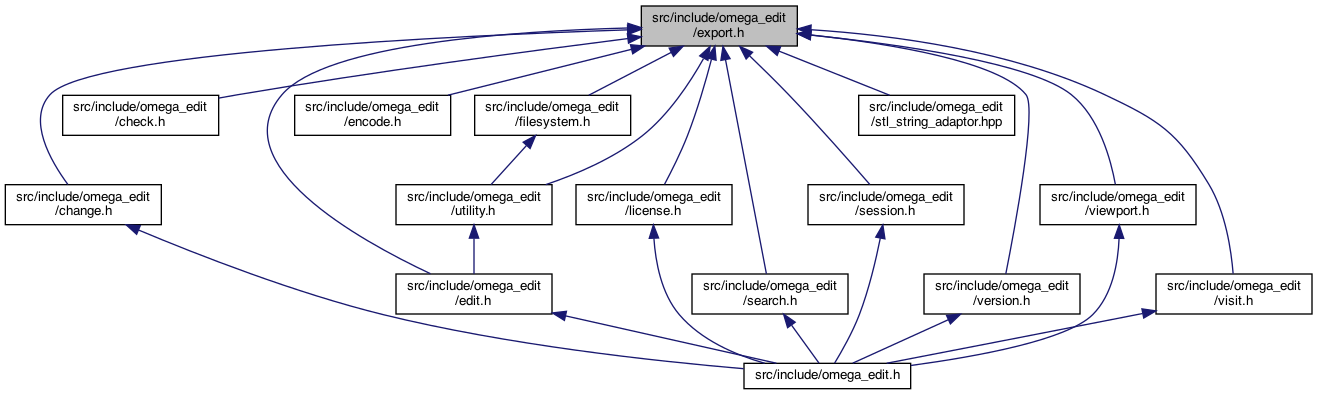 src/include/omega_edit
/export.h
src/include/omega_edit
/check.h
src/include/omega_edit
/encode.h
src/include/omega_edit
/filesystem.h
src/include/omega_edit
/stl_string_adaptor.hpp
src/include/omega_edit
/change.h
src/include/omega_edit
/utility.h
src/include/omega_edit
/license.h
src/include/omega_edit
/session.h
src/include/omega_edit
/viewport.h
src/include/omega_edit
/edit.h
src/include/omega_edit
/search.h
src/include/omega_edit
/version.h
src/include/omega_edit
/visit.h
src/include/omega_edit.h